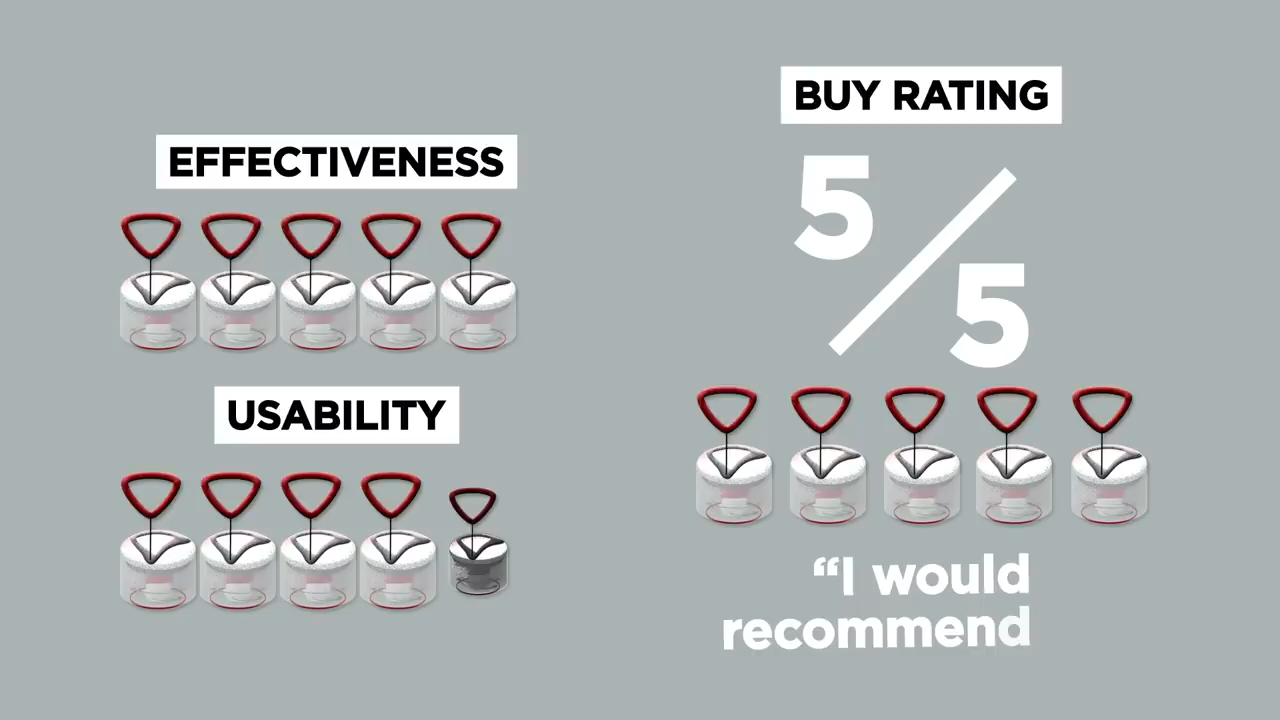 EFFECTIVENESS
USABILITY
BUY RATING
5/5
“I would
recommend